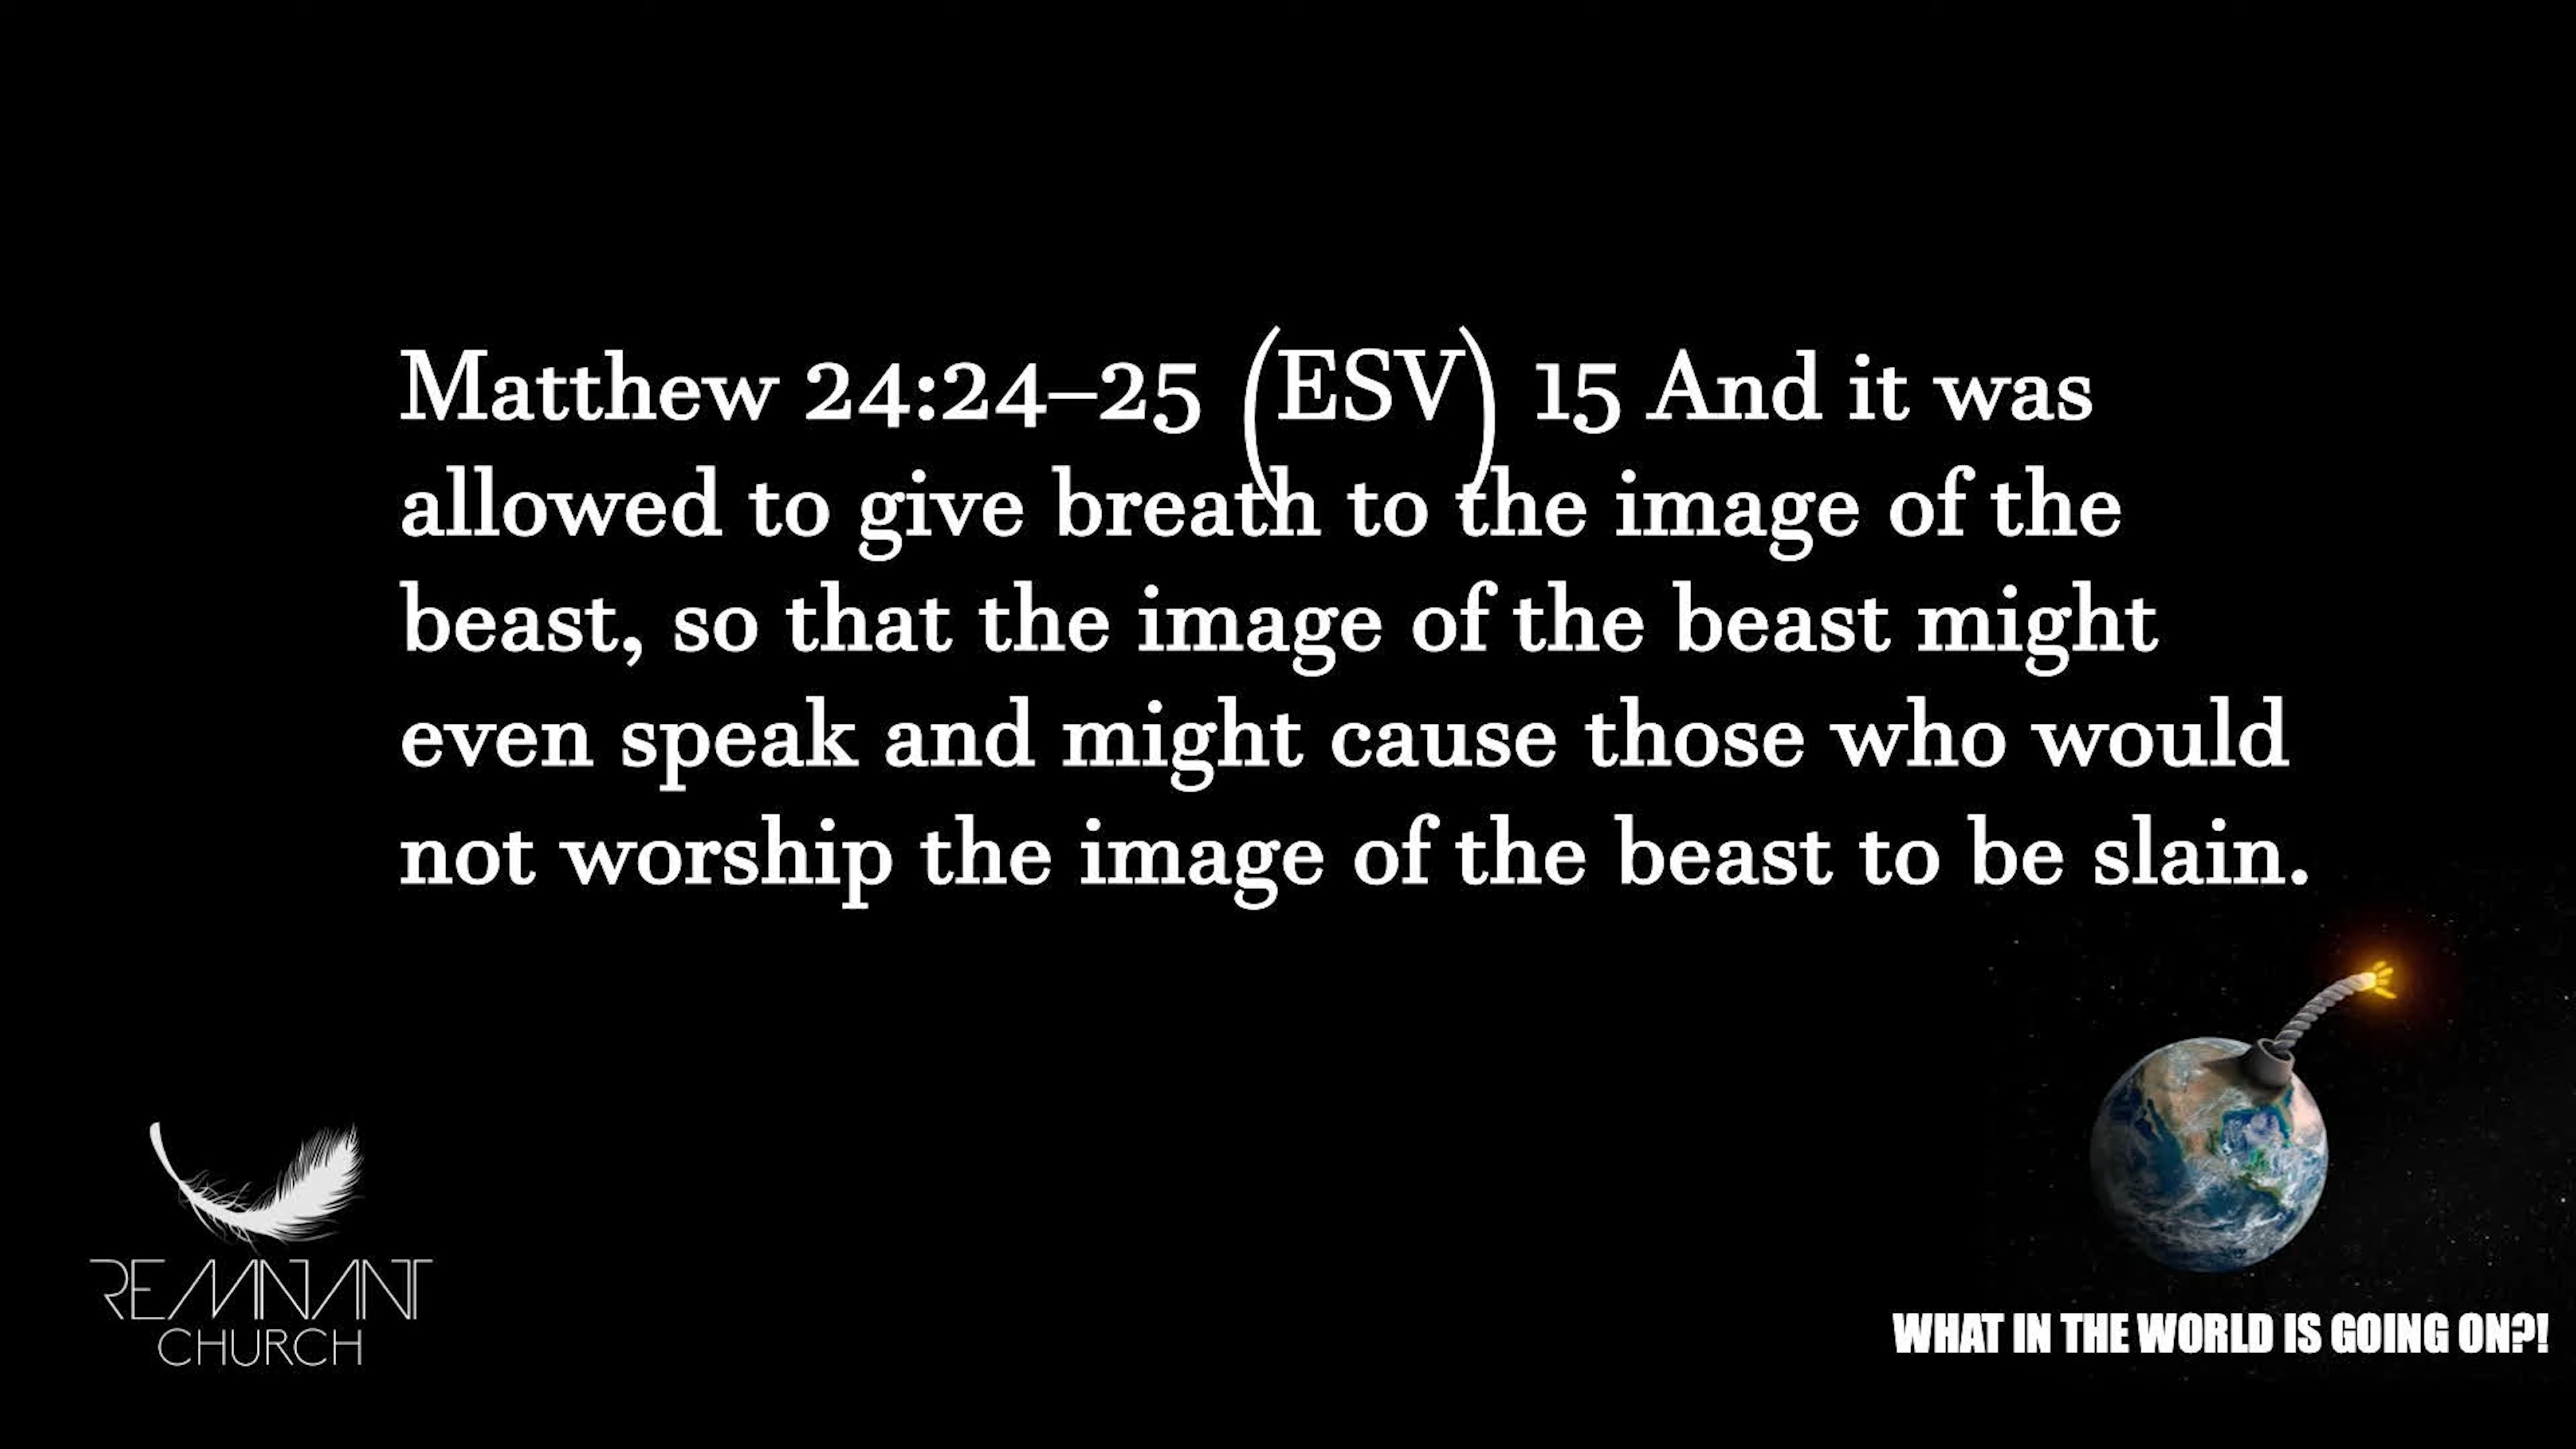 Matthew 24:24–25 (ESV) 15 And it was
allowed to give breath to the image of the
beast, so that the image of the beast might
even speak and might cause those who would
not worship the image of the beast to be slain.
REMNANT
CHURCH
WHAT IN THE WORLD IS GOING ON?!